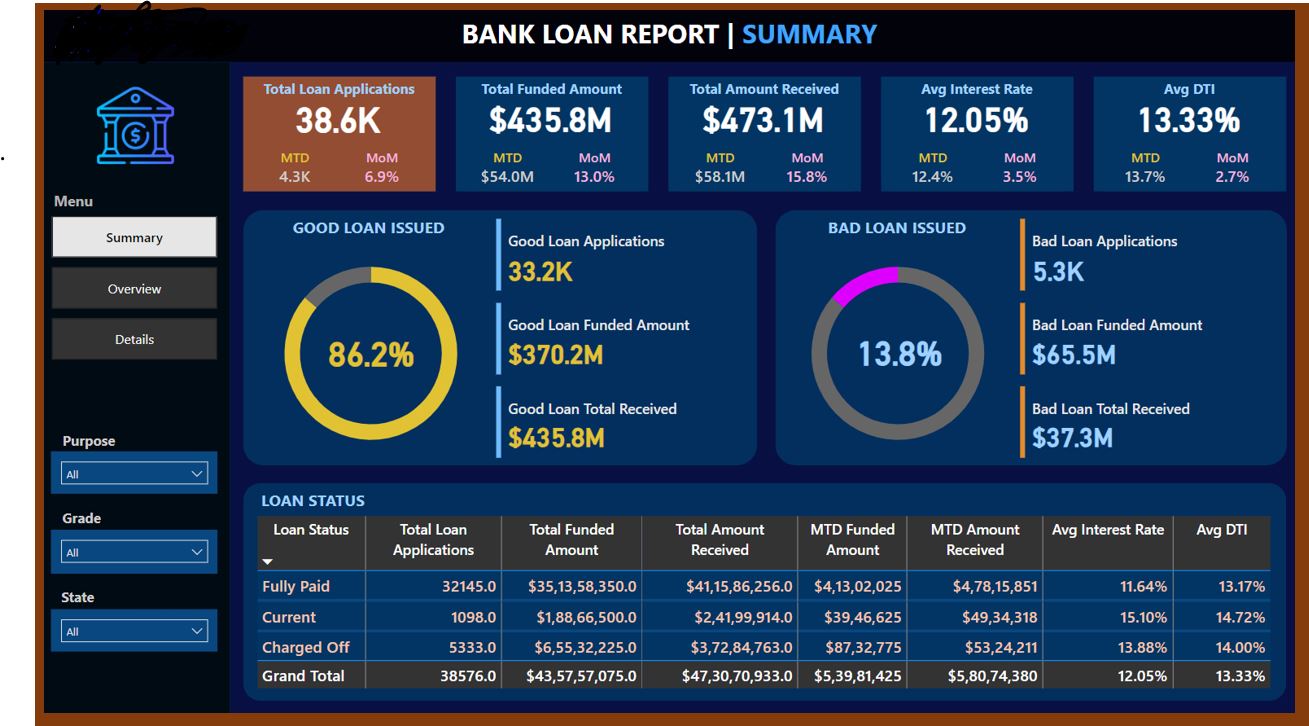 BANK LOAN REPORT | SUMMARY
Total Loan Applications
38.6K
MTD MoM
4.3K 6.9%
Total Funded Amount
$435.8M
MTD MoM
$54.0M 13.0%
Total Amount Received
$473.1M
MTD MoM
$58.1M 15.8%
Avg Interest Rate
12.05%
MTD MoM
12.4% 3.5%
Avg DTI
13.33%
MTD MoM
13.7% 2.7%
Menu
Summary
Overview
Details
Purpose
All
Grade
All
State
All
GOOD LOAN ISSUED
86.2%
Good Loan Applications
33.2K
Good Loan Funded Amount
$370.2M
Good Loan Total Received
$435.8M
BAD LOAN ISSUED
13.8%
Bad Loan Applications
5.3K
Bad Loan Funded Amount
$65.5M
Bad Loan Total Received
$37.3M
LOAN STATUS
Loan Status Total Loan Applications Total Funded Amount Total Amount Received MTD Funded Amount MTD Amount Received Avg Interest Rate Avg DTI
Fully Paid 32145.0 $35,13,58,350.0 $41,15,86,256.0 $4,13,02,025 $4,78,15,851 11.64% 13.17%
Current 1098.0 $1,88,66,500.0 $2,41,99,914.0 $39,46,625 $49,34,318 15.10% 14.72%
Charged Off 5333.0 $6,55,32,225.0 $3,72,84,763.0 $87,32,775 $53,24,211 13.88% 14.00%
Grand Total 38576.0 $43,57,57,075.0 $47,30,70,933.0 $5,39,81,425 $5,80,74,380 12.05% 13.33%